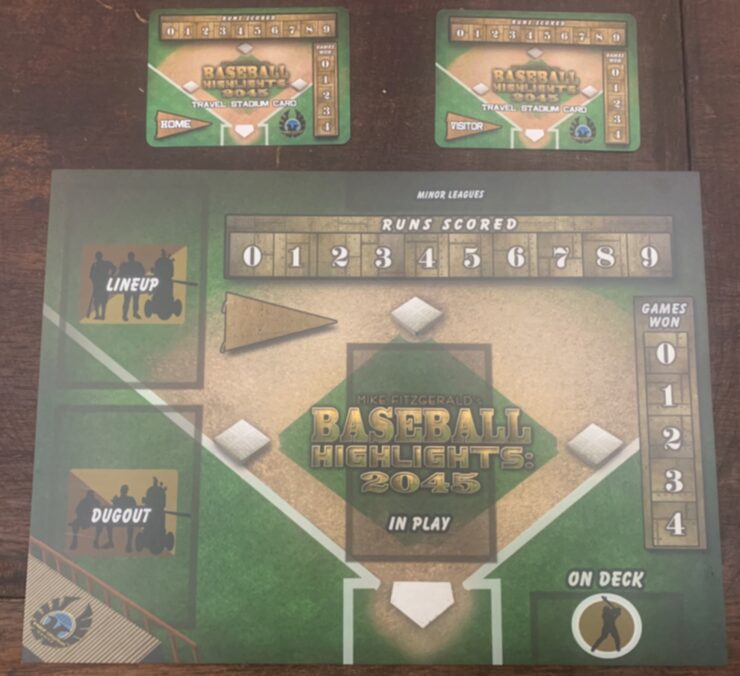 RUNS SCORED
0 1 2 3 4 5 6 7 8 9
GAMES
WON
0
1
2
3
4
BASEBALL
HIGHLIGHTS
2045
TRAVEL STADIUM CARD
HOME
RUNS SCORED
0 1 2 3 4 5 6 7 8 9
GAMES
WON
0
1
2
3
4
BASEBALL
HIGHLIGHTS
2045
TRAVEL STADIUM CARD
VISITOR
MINOR LEAGUES
RUNS SCORED
0 1 2 3 4 5 6 7 8 9
LINEUP
GAMES
WON
0
1
2
3
4
MIKE FITZGERALD'S
BASEBALL
HIGHLIGHTS:
2045
IN PLAY
DUGOUT
ON DECK